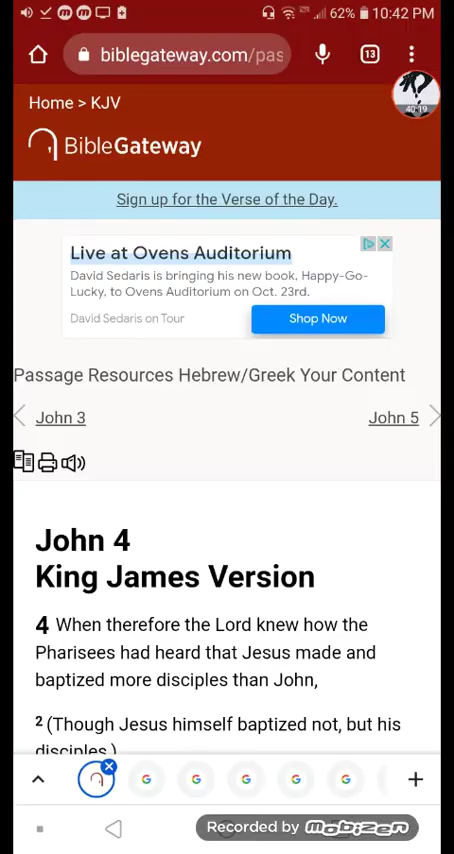 62% 10:42 PM
biblegateway.com/pas
13
Home > KJV
40:19
BibleGateway
Sign up for the Verse of the Day.
Live at Ovens Auditorium
David Sedaris is bringing his new book, Happy-Go-
Lucky, to Ovens Auditorium on Oct. 23rd.
David Sedaris on Tour
Shop Now
Passage Resources Hebrew/Greek Your Content
John 3
John 5
John 4
King James Version
4 When therefore the Lord knew how the
Pharisees had heard that Jesus made and
baptized more disciples than John,
2 (Though Jesus himself baptized not, but his
disciples,)
Recorded by mobizen